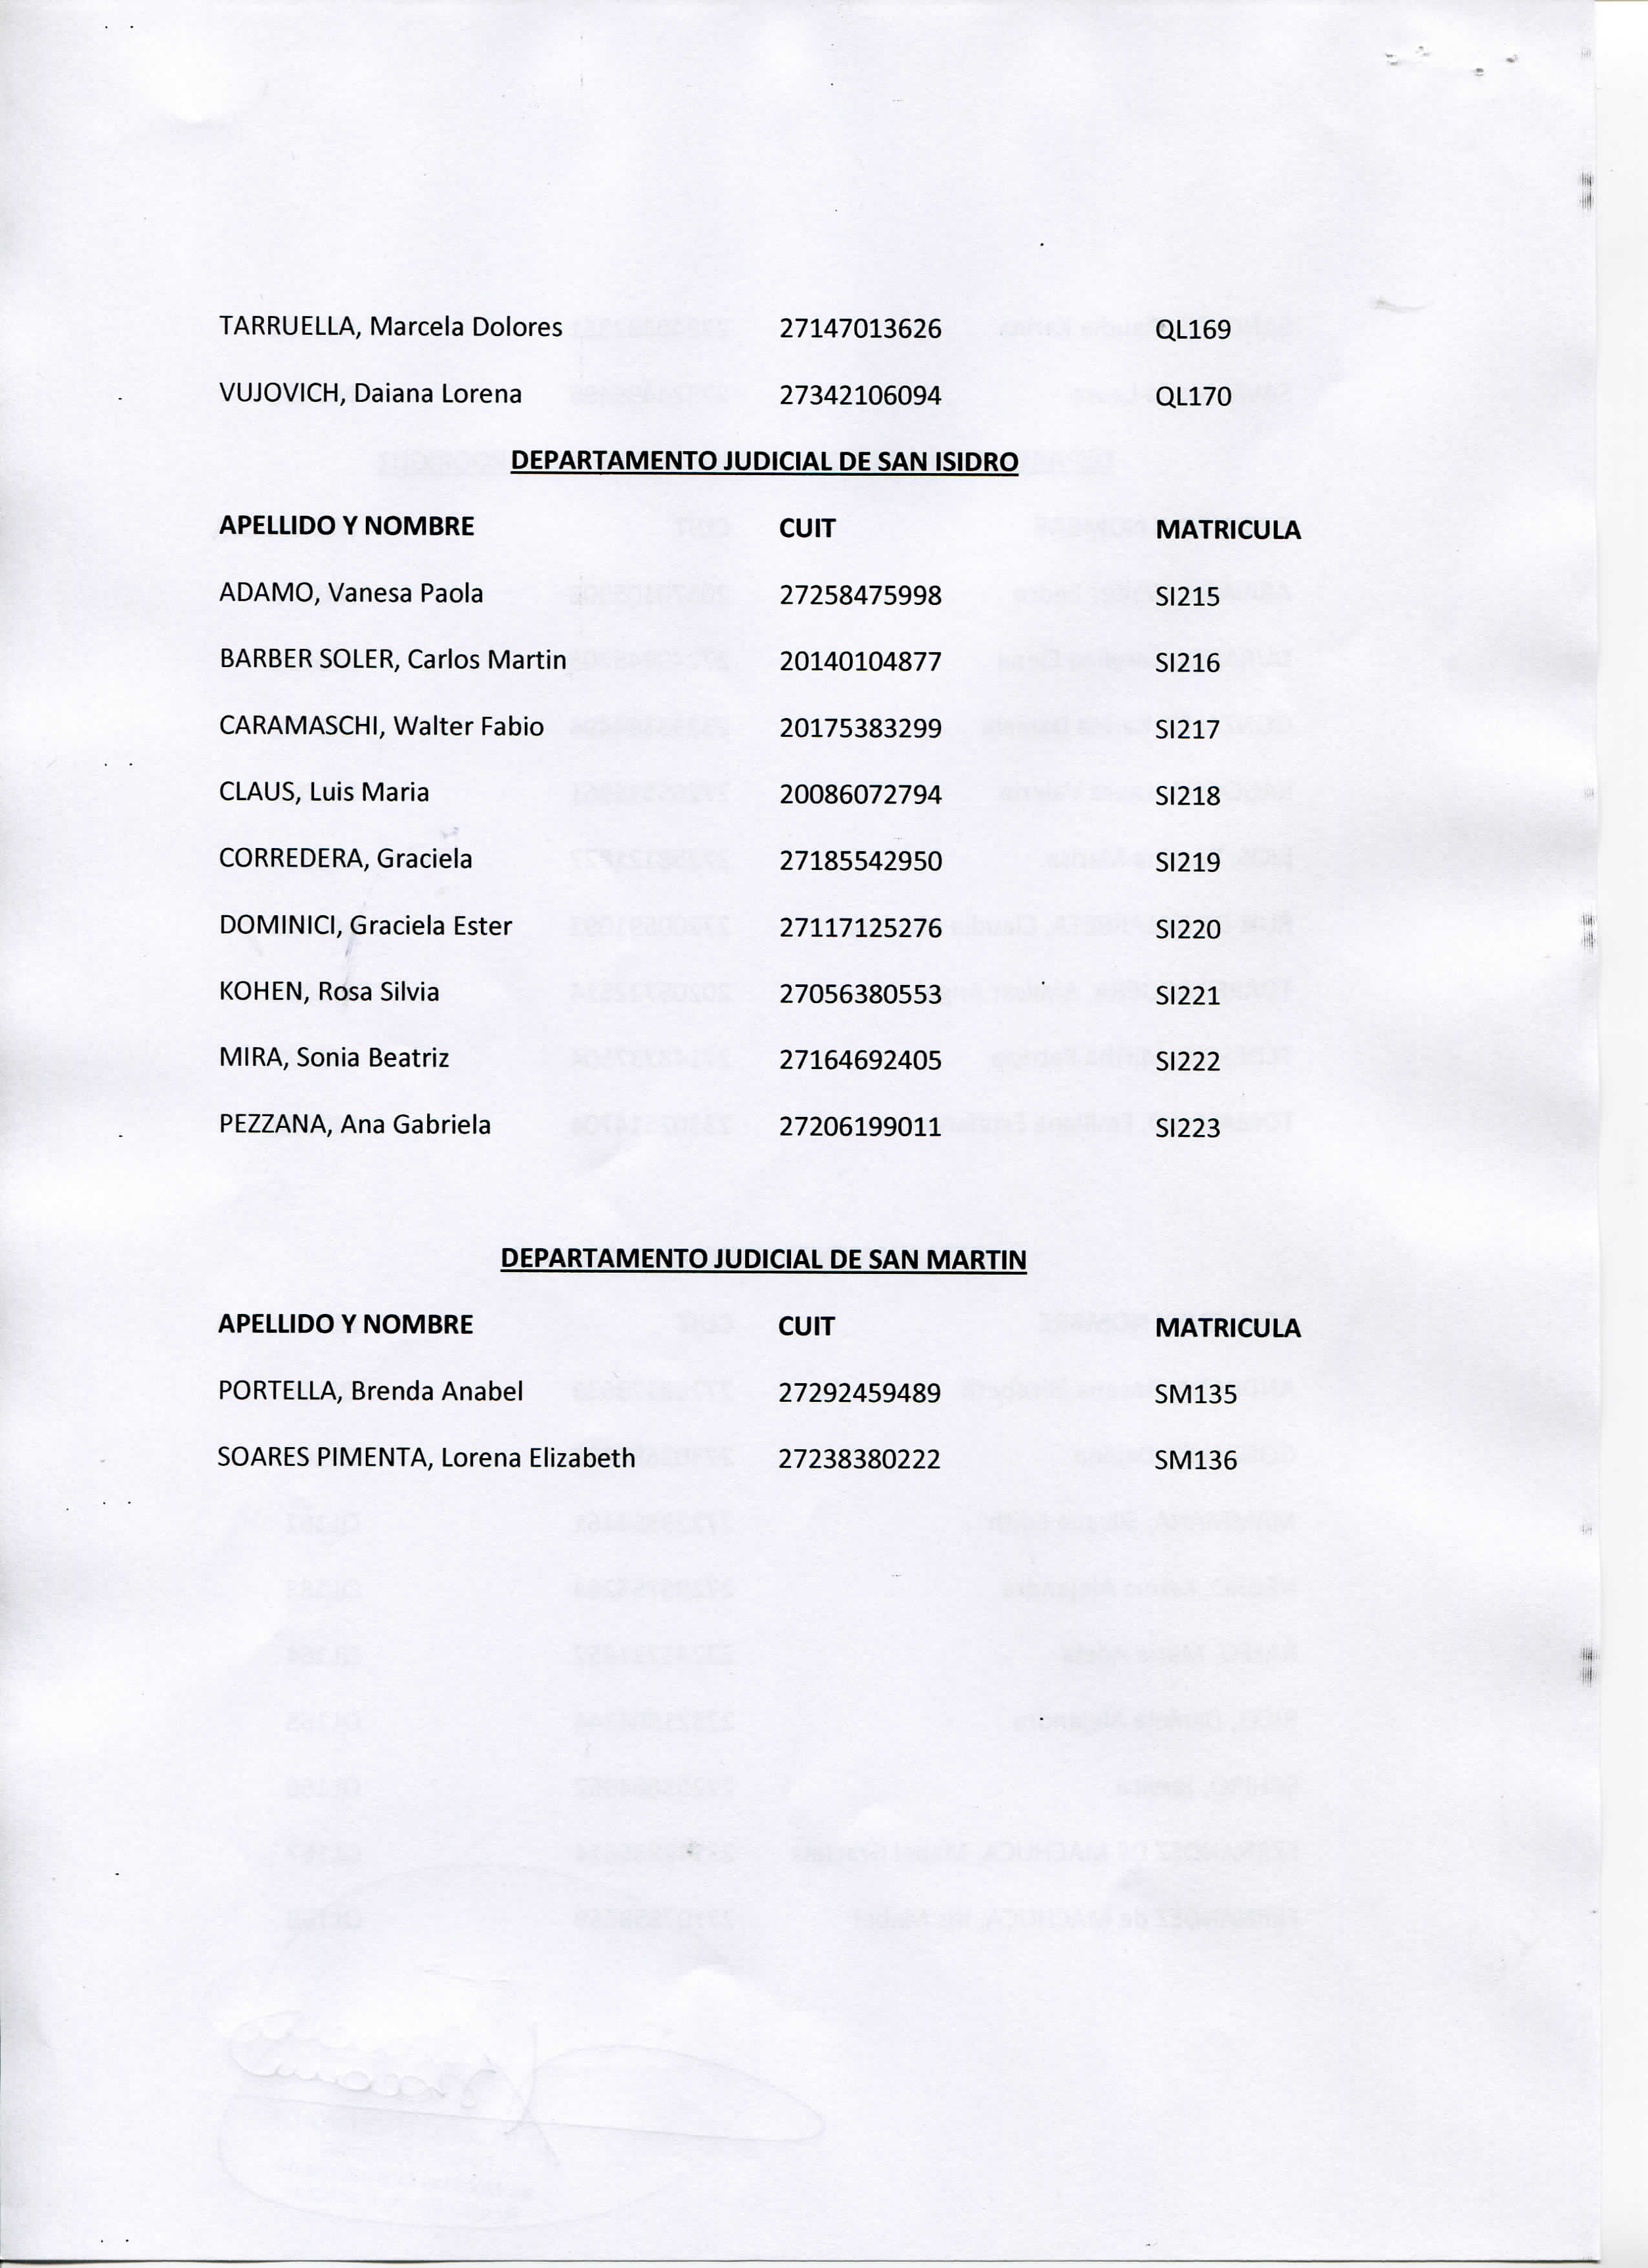 TARRUELLA, Marcela Dolores 27147013626 QL169
VUJOVICH, Daiana Lorena 27342106094 QL170
DEPARTAMENTO JUDICIAL DE SAN ISIDRO
APELLIDO Y NOMBRE CUIT MATRICULA
ADAMO, Vanesa Paola 27258475998 SI215
BARBER SOLER, Carlos Martin 20140104877 SI216
CARAMASCHI, Walter Fabio 20175383299 SI217
CLAUS, Luis Maria 20086072794 SI218
CORREDERA, Graciela 27185542950 SI219
DOMINICI, Graciela Ester 27117125276 SI220
KOHEN, Rosa Silvia 27056380553 SI221
MIRA, Sonia Beatriz 27164692405 SI222
PEZZANA, Ana Gabriela 27206199011 SI223
DEPARTAMENTO JUDICIAL DE SAN MARTIN
APELLIDO Y NOMBRE CUIT MATRICULA
PORTELLA, Brenda Anabel 27292459489 SM135
SOARES PIMENTA, Lorena Elizabeth 27238380222 SM136